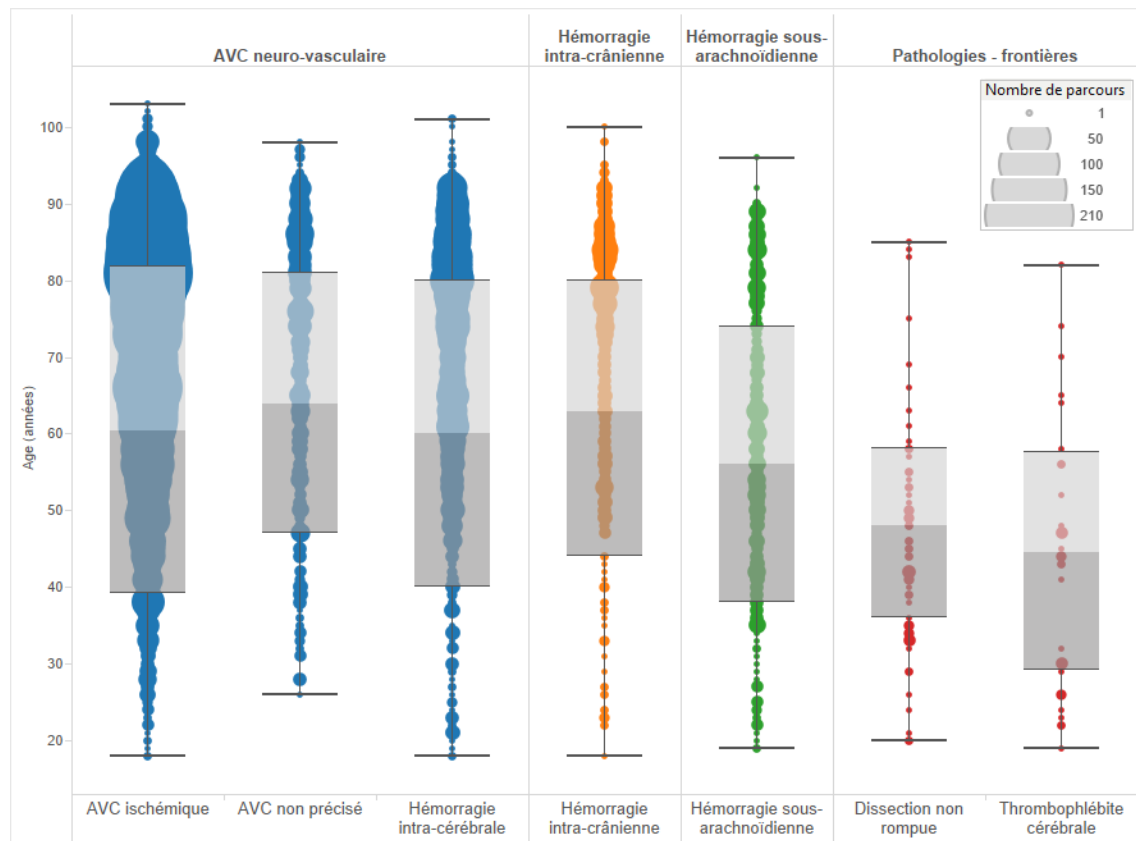 AVC neuro-vasculaire
Hémorragie
intra-crânienne
Hémorragie sous-
arachnoïdienne
Pathologies - frontières
Nombre de parcours
1
50
100
150
210
Age (années)
100
90
80
70
60
50
40
30
20
AVC ischémique
AVC non précisé
Hémorragie
intra-cérébrale
Hémorragie
intra-crânienne
Hémorragie sous-
arachnoïdienne
Dissection non
rompue
Thrombophlébite
cérébrale